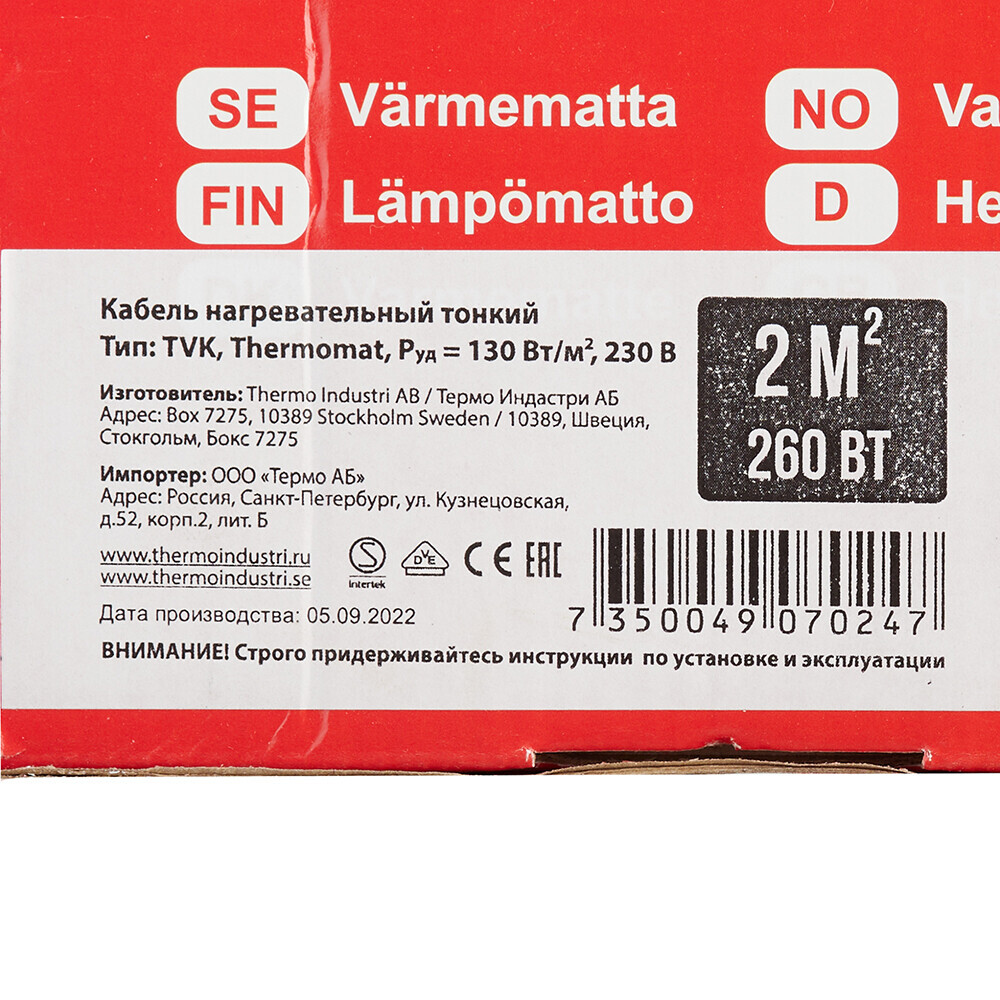 SE Värmematta NO
FIN Lämpömatto D
Кабель нагревательный тонкий
Тип: TVK, Thermomat, Pуд = 130 Вт/м², 230 В
2 М²
260 ВТ
Изготовитель: Thermo Industri AB / Термо Индастри АБ
Адрес: Box 7275, 10389 Stockholm Sweden / 10389, Швеция,
Стокгольм, Бокс 7275
Импортер: ООО «Термо АБ»
Адрес: Россия, Санкт-Петербург, ул. Кузнецовская,
д.52, корп.2, лит. Б
www.thermoindustri.ru
www.thermoindustri.se
S Intertek DVE CE EAC
Дата производства: 05.09.2022
7 350049 070247
ВНИМАНИЕ! Строго придерживайтесь инструкции по установке и эксплуатации